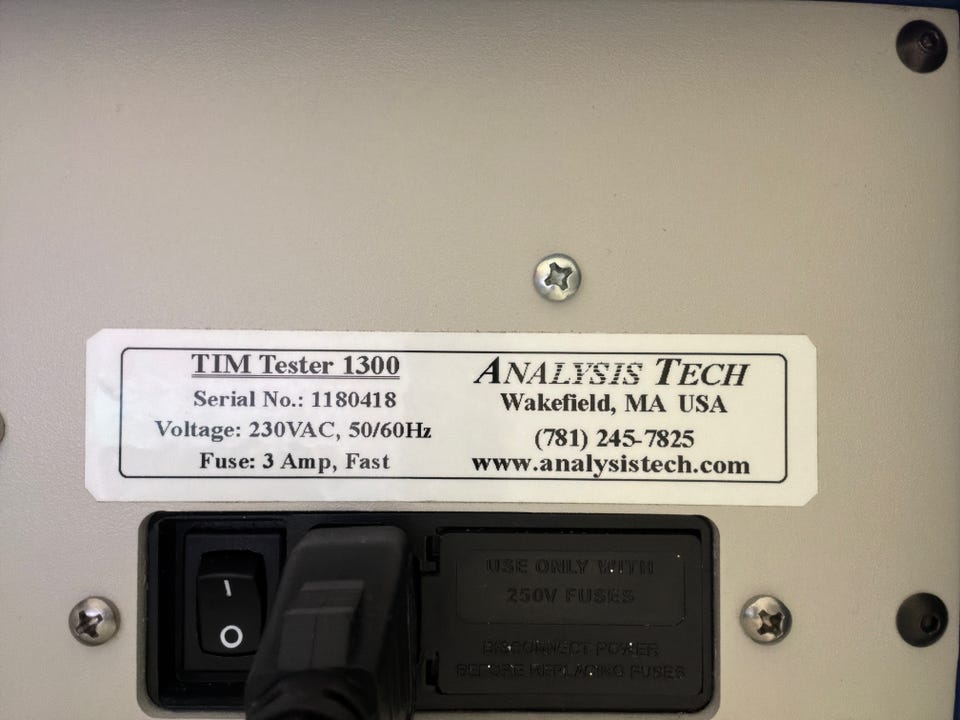 TIM Tester 1300
Serial No.: 1180418
Voltage: 230VAC, 50/60Hz
Fuse: 3 Amp, Fast
ANALYSIS TECH
Wakefield, MA USA
(781) 245-7825
www.analysistech.com
I
O
USE ONLY WITH
250V FUSES
DISCONNECT POWER
BEFORE REPLACING FUSES